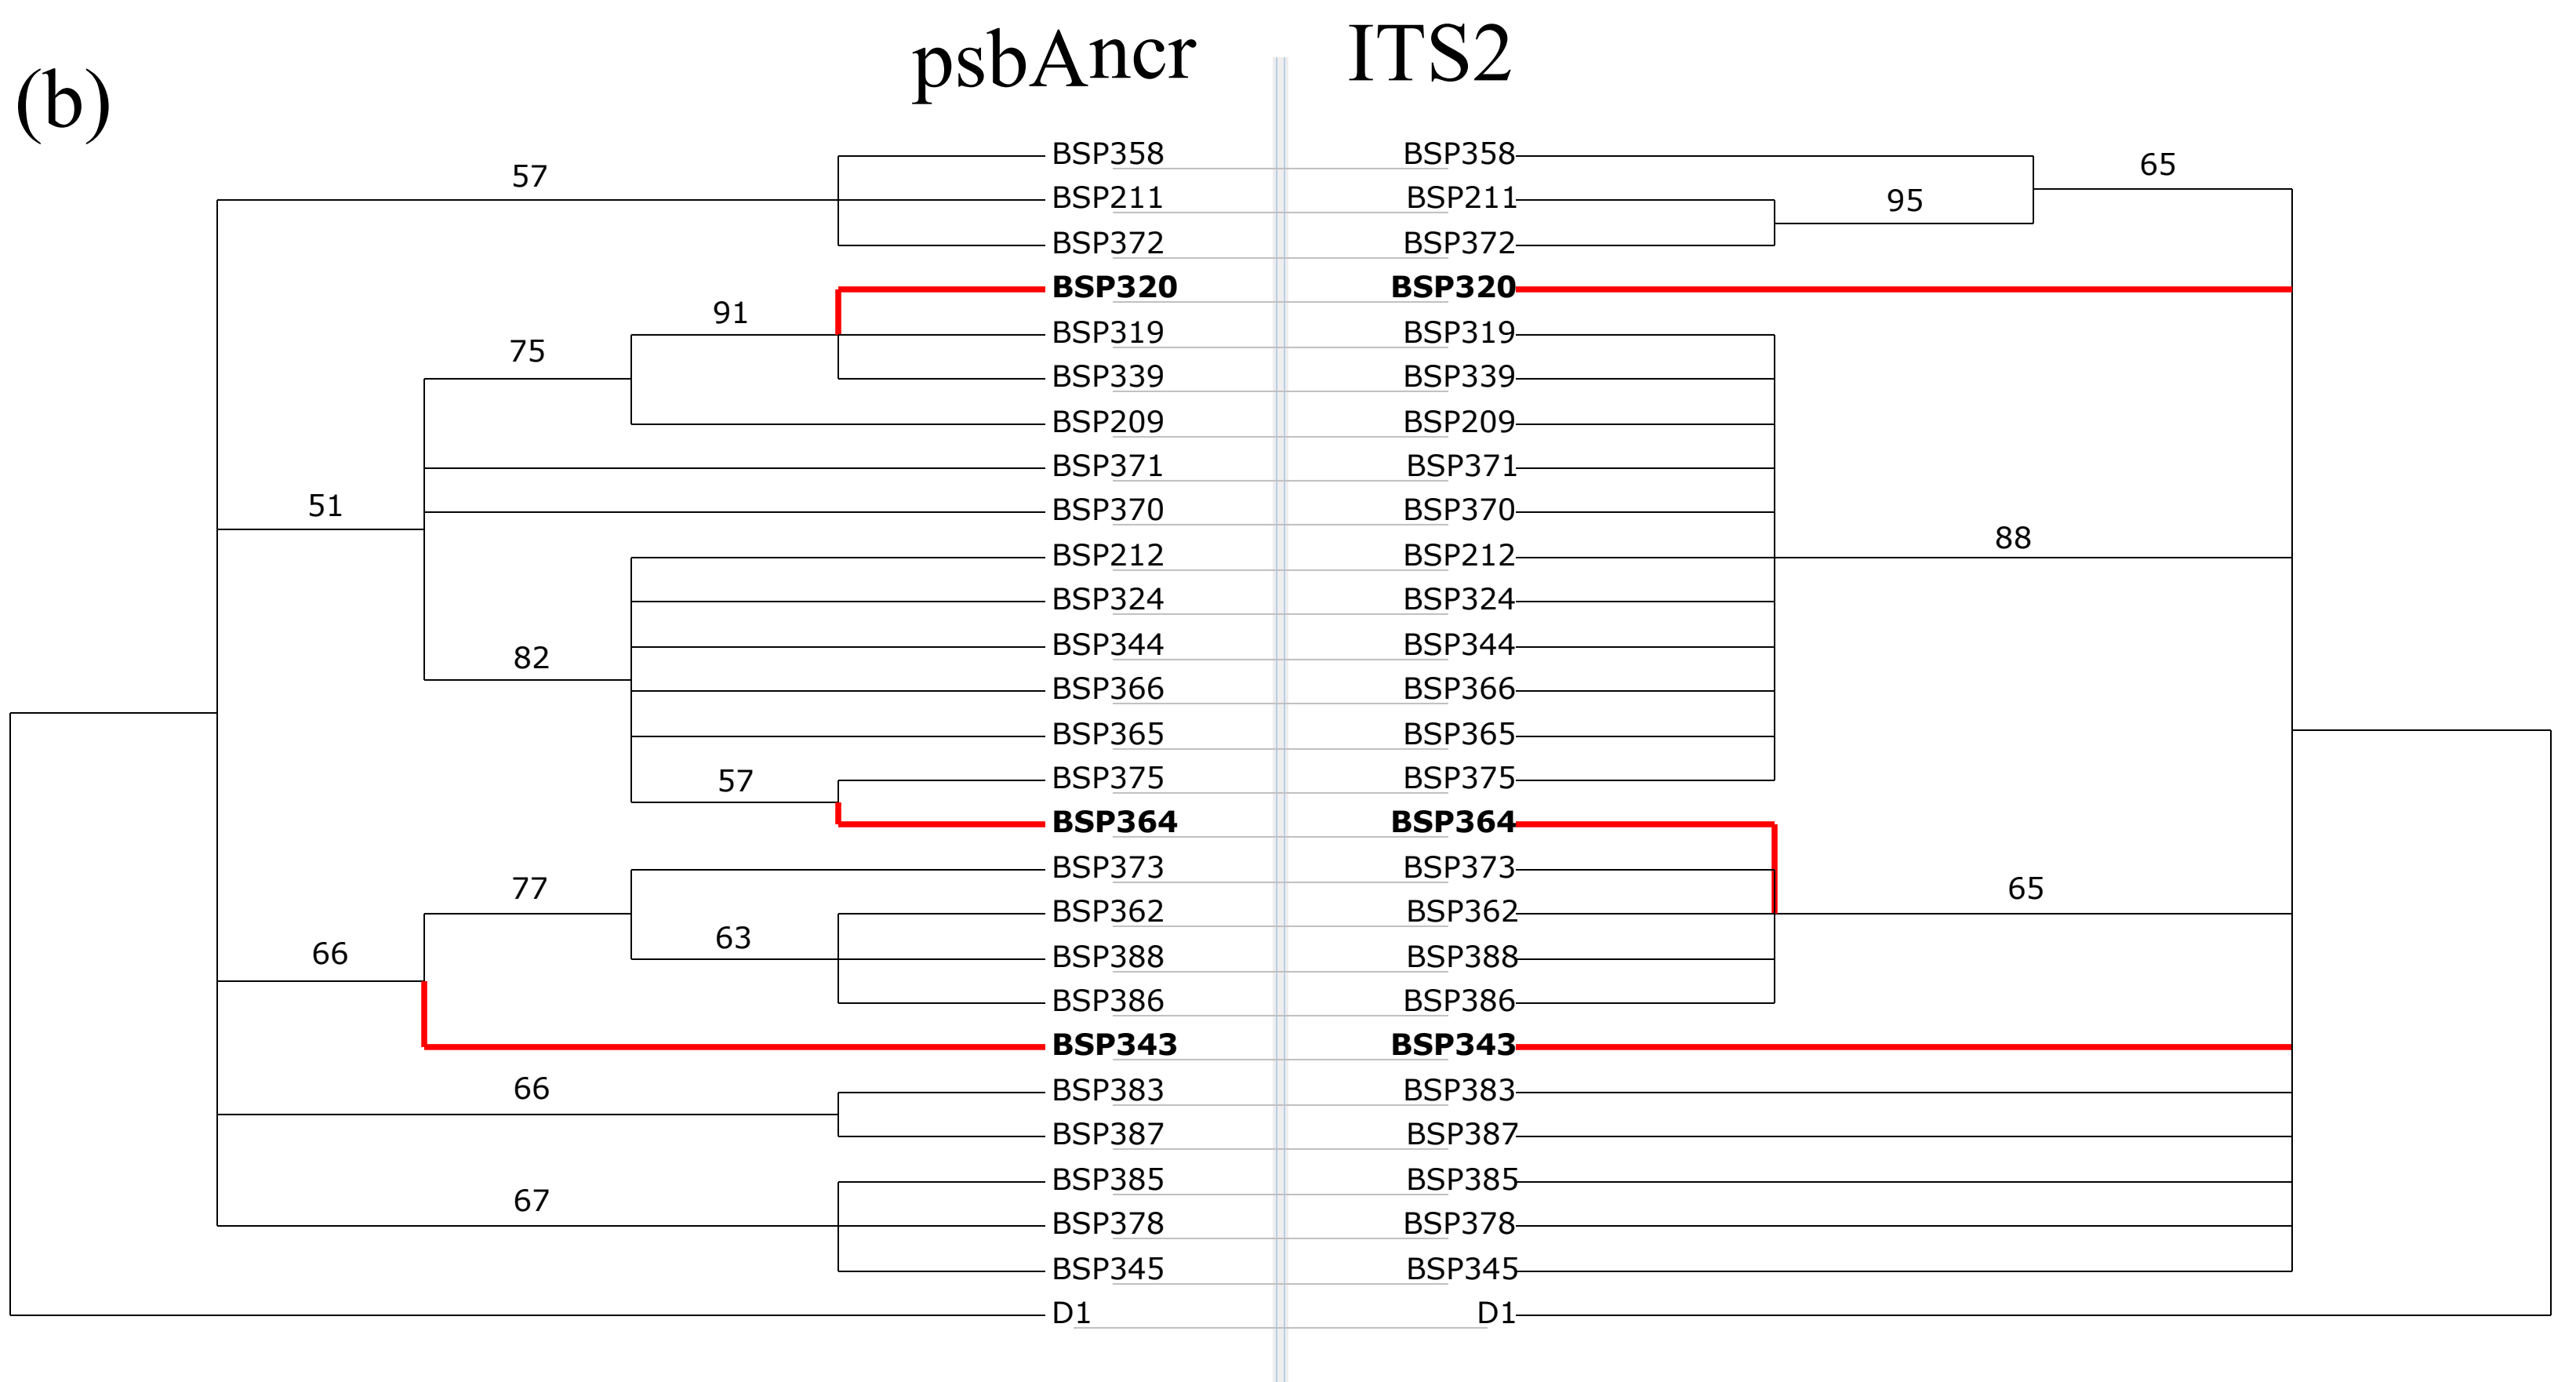 psbAncr ITS2
(b)
BSP358 BSP358
57 65
BSP211 BSP211 95
BSP372 BSP372
BSP320 BSP320
91
BSP319 BSP319
75
BSP339 BSP339
BSP209 BSP209
BSP371 BSP371
51
BSP370 BSP370
88
BSP212 BSP212
BSP324 BSP324
BSP344 BSP344
82
BSP366 BSP366
BSP365 BSP365
57 BSP375 BSP375
BSP364 BSP364
BSP373 BSP373
77 65
BSP362 BSP362
63
66 BSP388 BSP388
BSP386 BSP386
BSP343 BSP343
66 BSP383 BSP383
BSP387 BSP387
BSP385 BSP385
67
BSP378 BSP378
BSP345 BSP345
D1 D1